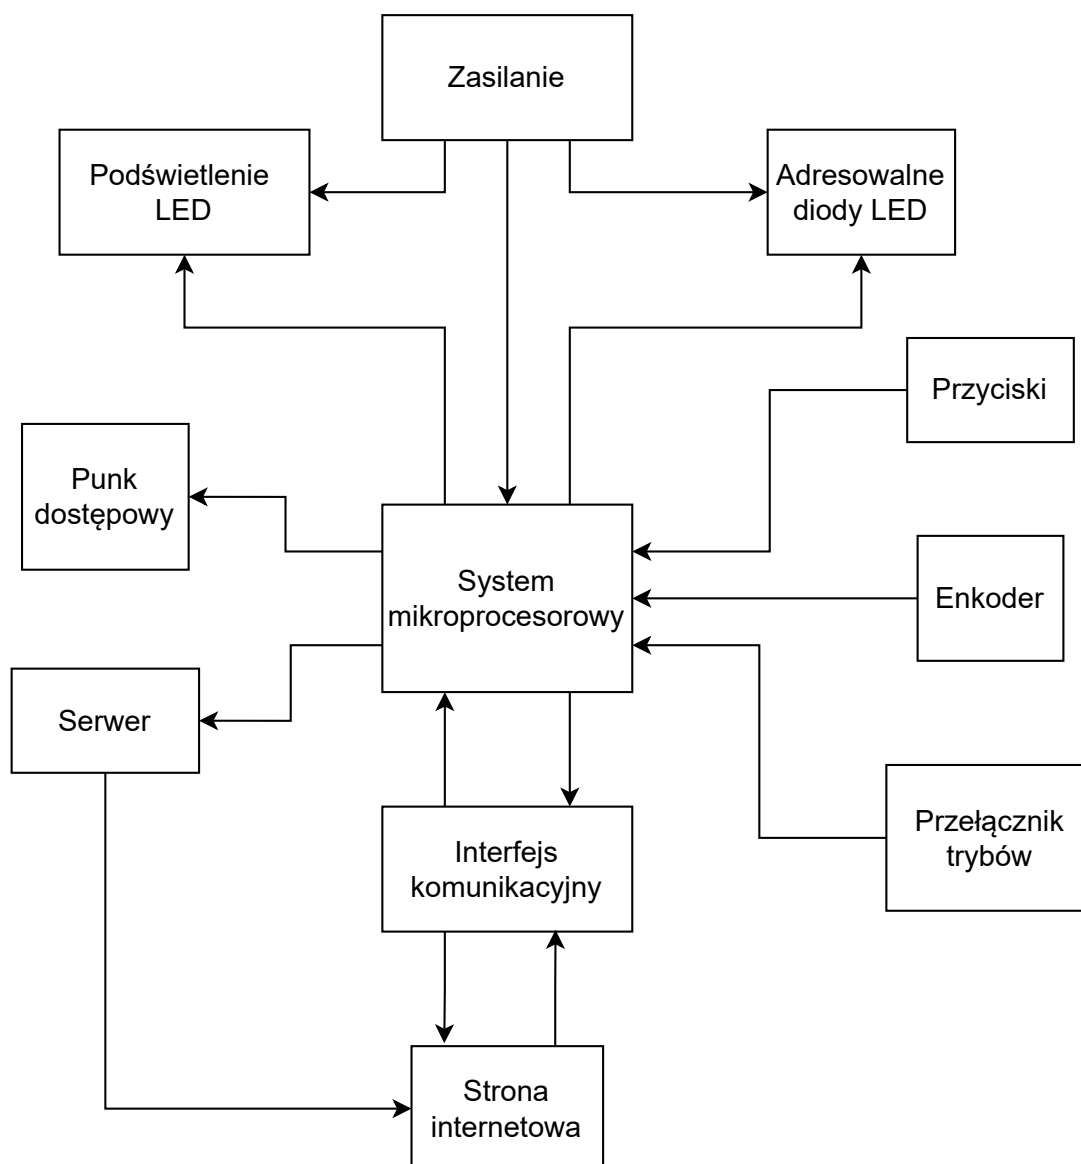 Zasilanie
Podświetlenie
LED
Adresowalne
diody LED
Przyciski
Punk
dostępowy
System
mikroprocesorowy
Enkoder
Serwer
Interfejs
komunikacyjny
Przełącznik
trybów
Strona
internetowa